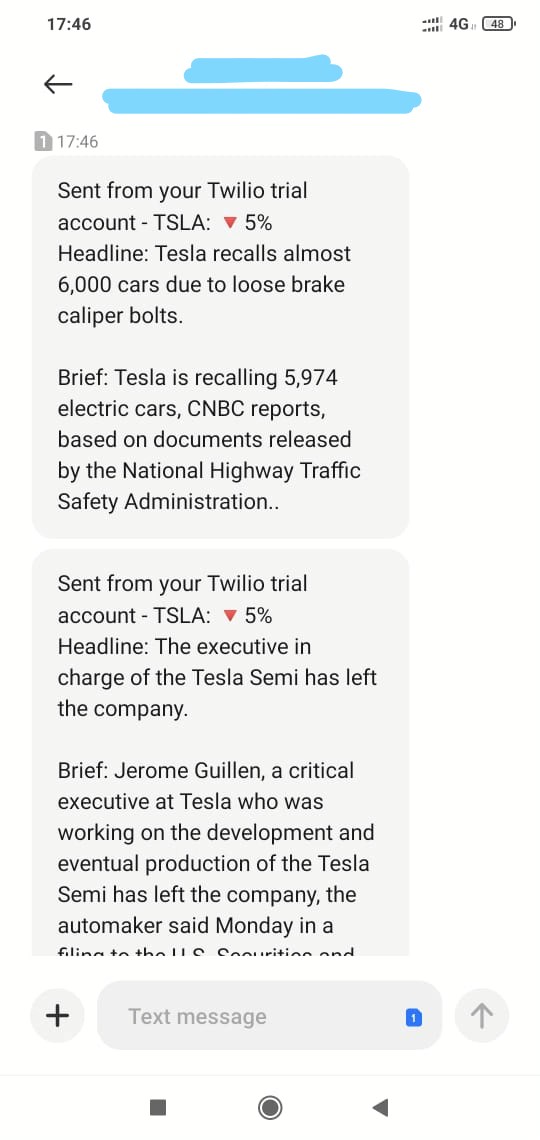 17:46
4G 48
1 17:46
Sent from your Twilio trial
account - TSLA: 🔻 5%
Headline: Tesla recalls almost
6,000 cars due to loose brake
caliper bolts.
Brief: Tesla is recalling 5,974
electric cars, CNBC reports,
based on documents released
by the National Highway Traffic
Safety Administration..
Sent from your Twilio trial
account - TSLA: 🔻 5%
Headline: The executive in
charge of the Tesla Semi has left
the company.
Brief: Jerome Guillen, a critical
executive at Tesla who was
working on the development and
eventual production of the Tesla
Semi has left the company, the
automaker said Monday in a
filing to the U.S. Securities and
Text message
1